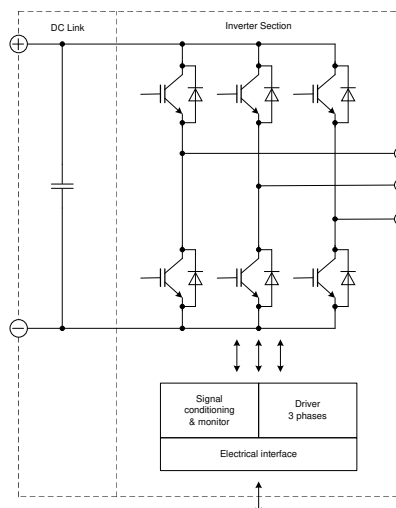 DC Link
Inverter Section
Signal
conditioning
& monitor
Driver
3 phases
Electrical interface